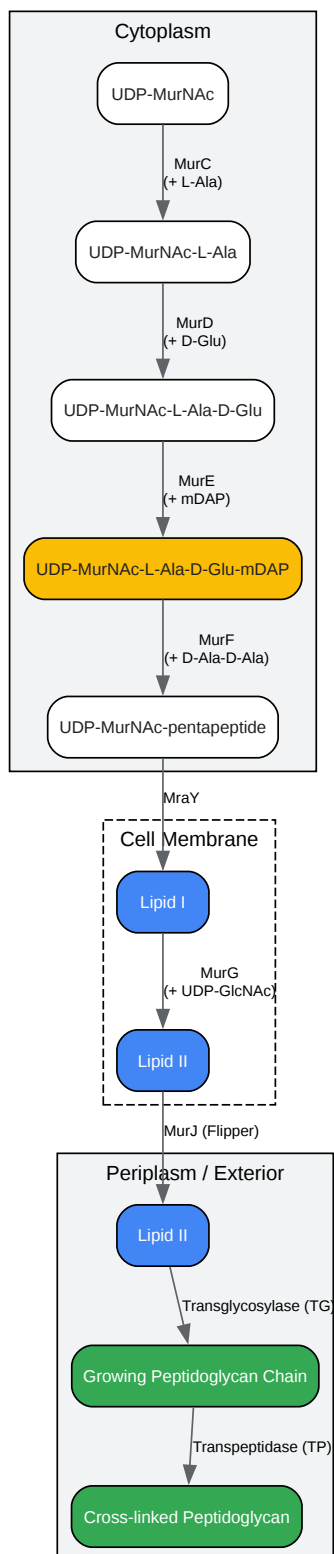 Cytoplasm
UDP-MurNAc
MurC
(+ L-Ala)
UDP-MurNAc-L-Ala
MurD
(+ D-Glu)
UDP-MurNAc-L-Ala-D-Glu
MurE
(+ mDAP)
UDP-MurNAc-L-Ala-D-Glu-mDAP
MurF
(+ D-Ala-D-Ala)
UDP-MurNAc-pentapeptide
MraY
Cell Membrane
Lipid I
MurG
(+ UDP-GlcNAc)
Lipid II
MurJ (Flipper)
Periplasm / Exterior
Lipid II
Transglycosylase (TG)
Growing Peptidoglycan Chain
Transpeptidase (TP)
Cross-linked Peptidoglycan